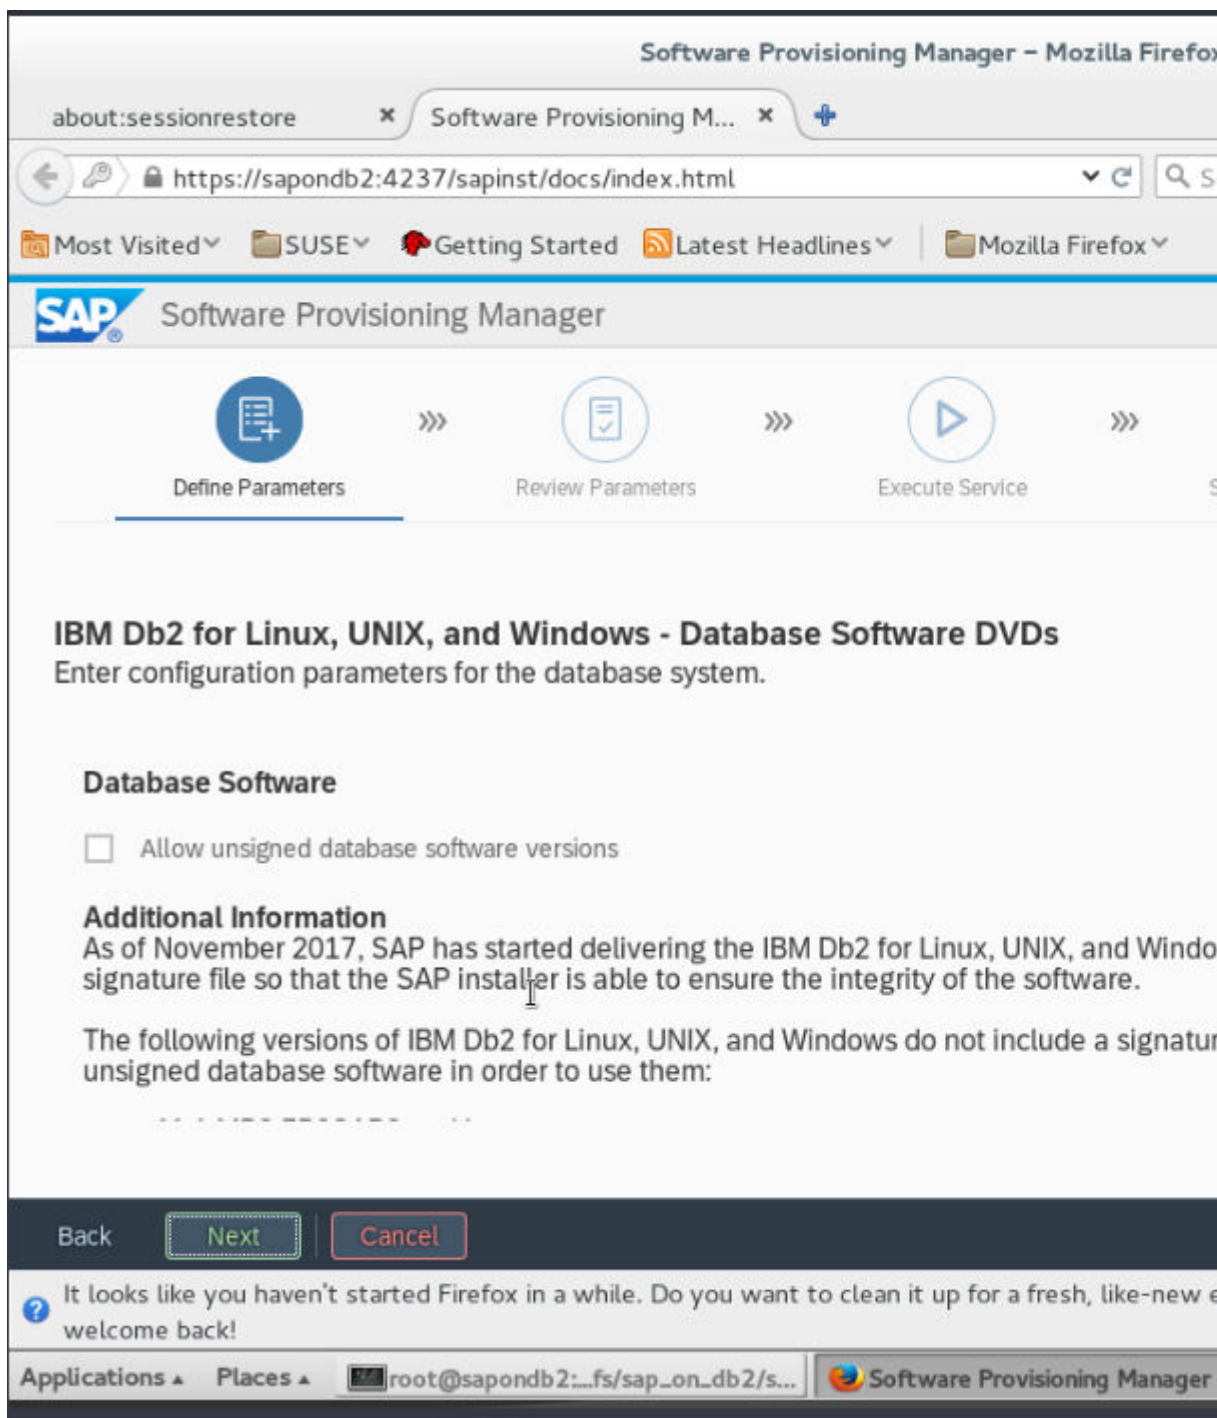 Software Provisioning Manager – Mozilla Firefox
about:sessionrestore
Software Provisioning M...
https://sapondb2:4237/sapinst/docs/index.html
S
Most Visited
SUSE
Getting Started
Latest Headlines
Mozilla Firefox
SAP®
Software Provisioning Manager
Define Parameters
Review Parameters
Execute Service
S
IBM Db2 for Linux, UNIX, and Windows - Database Software DVDs
Enter configuration parameters for the database system.
Database Software
Allow unsigned database software versions
Additional Information
As of November 2017, SAP has started delivering the IBM Db2 for Linux, UNIX, and Windo
signature file so that the SAP installer is able to ensure the integrity of the software.
The following versions of IBM Db2 for Linux, UNIX, and Windows do not include a signatur
unsigned database software in order to use them:
Back
Next
Cancel
It looks like you haven't started Firefox in a while. Do you want to clean it up for a fresh, like-new e
welcome back!
Applications
Places
root@sapondb2:...fs/sap_on_db2/s...
Software Provisioning Manager